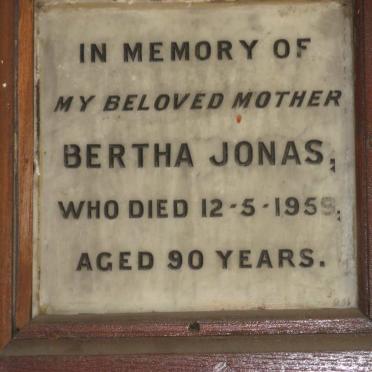 IN MEMORY OF
MY BELOVED MOTHER
BERTHA JONAS,
WHO DIED 12-5-1959,
AGED 90 YEARS.